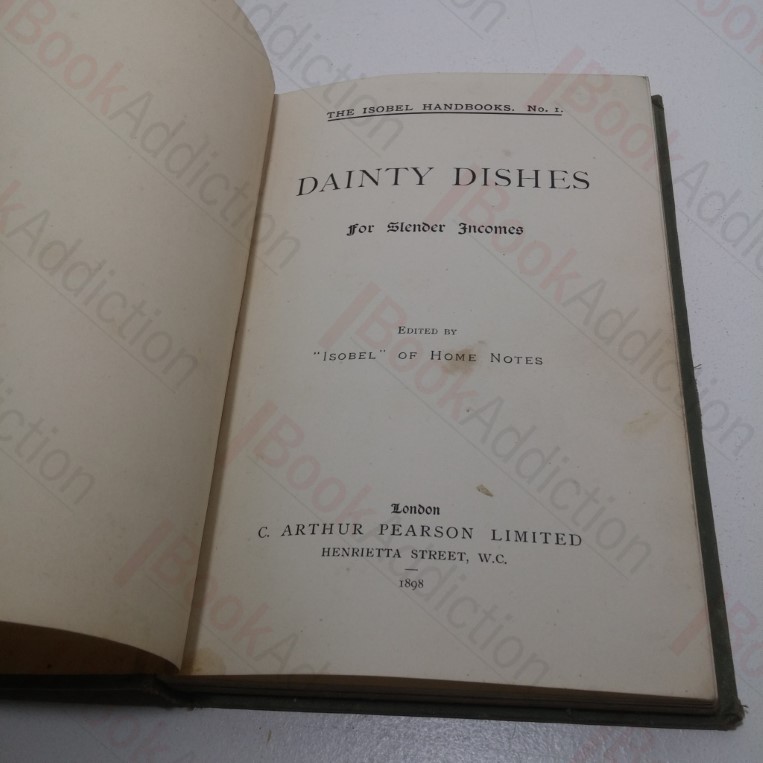 THE ISOBEL HANDBOOKS. No. 1.
DAINTY DISHES
For Slender Incomes
EDITED BY
"ISOBEL" OF HOME NOTES
London
C. ARTHUR PEARSON LIMITED
HENRIETTA STREET, W.C.
1898
BookAddiction